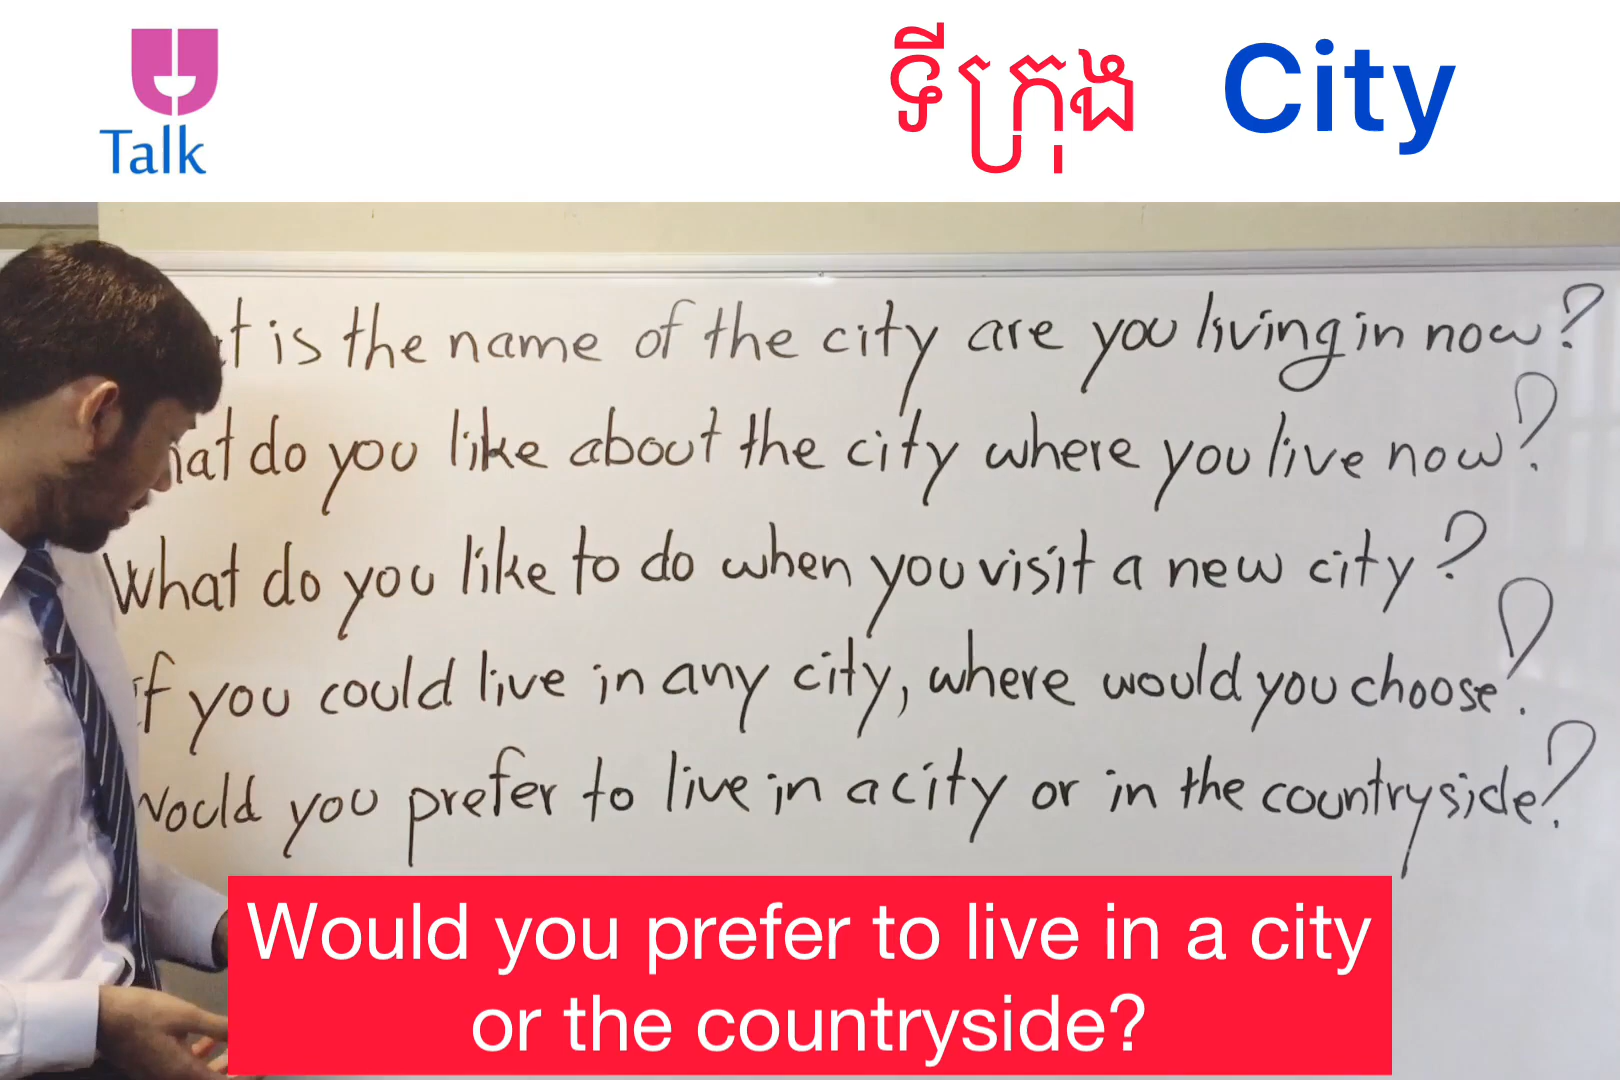 Talk
ទីក្រុង City
is the name of the city are you living in now?
do you like about the city where you live now?
What do you like to do when you visit a new city?
If you could live in any city, where would you choose?
Would you prefer to live in a city or in the countryside?
Would you prefer to live in a city
or the countryside?